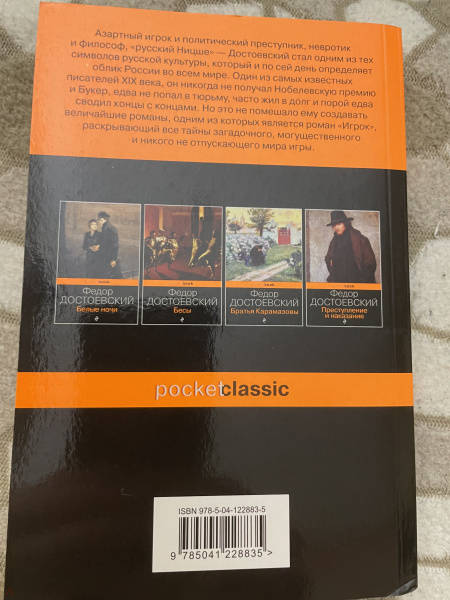 Азартный игрок и политический преступник, невротик
и философ, «русский Ницше» — Достоевский стал одним из тех
символов русской культуры, который и по сей день определяет
облик России во всем мире. Один из самых известных
писателей XIX века, он никогда не получал Нобелевскую премию
и Букер, едва не попал в тюрьму, часто жил в долг и порой едва
сводил концы с концами. Но это не помешало ему создавать
величайшие романы, одним из которых является роман «Игрок»,
раскрывающий все тайны загадочного, могущественного
и никого не отпускающего мира игры.
Федор
ДОСТОЕВСКИЙ
Белые ночи
Федор
ДОСТОЕВСКИЙ
Бесы
Федор
ДОСТОЕВСКИЙ
Братья Карамазовы
Федор
ДОСТОЕВСКИЙ
Преступление
и наказание
pocketclassic
ISBN 978-5-04-122883-5
9 785041 228835>